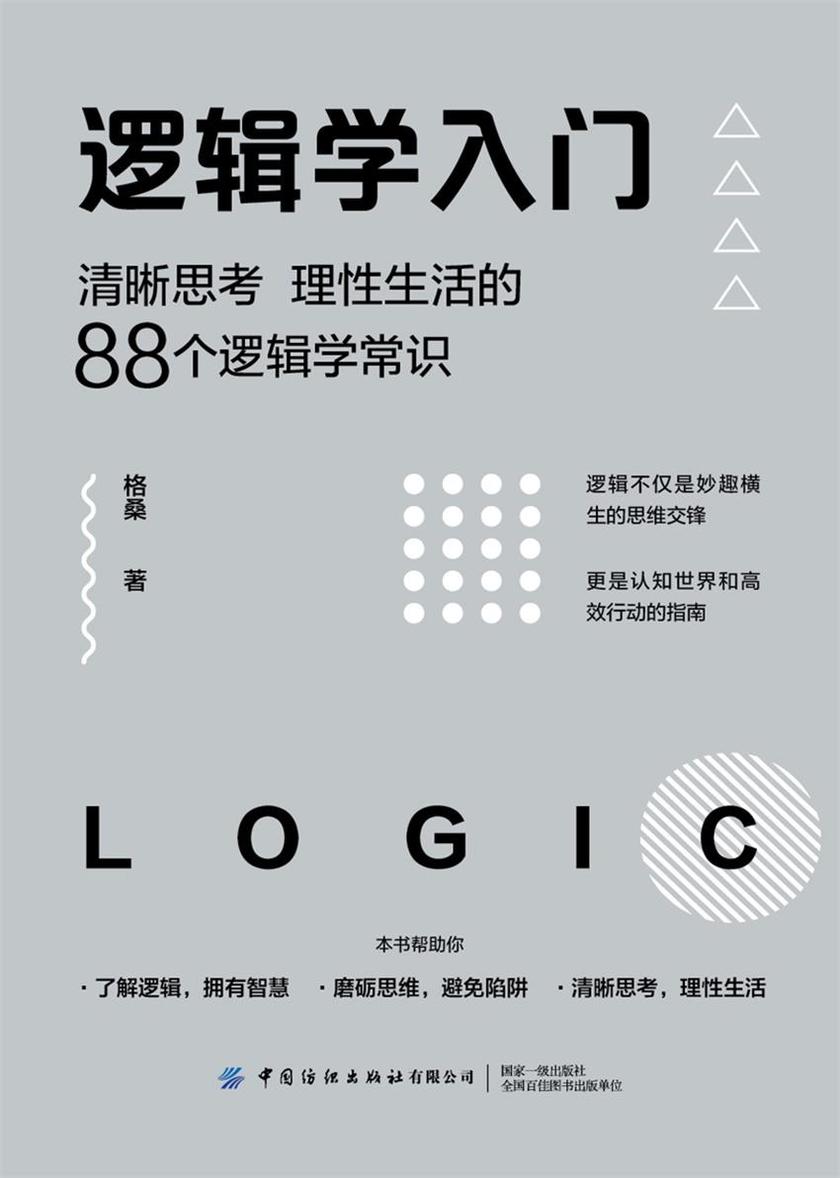 逻辑学入门
清晰思考 理性生活的
88个逻辑学常识
格桑 著
逻辑不仅是妙趣横
生的思维交锋
更是认知世界和高
效行动的指南
LOGIC
本书帮助你
·了解逻辑，拥有智慧 ·磨砺思维，避免陷阱 ·清晰思考，理性生活
中国纺织出版社有限公司
国家一级出版社
全国百佳图书出版单位